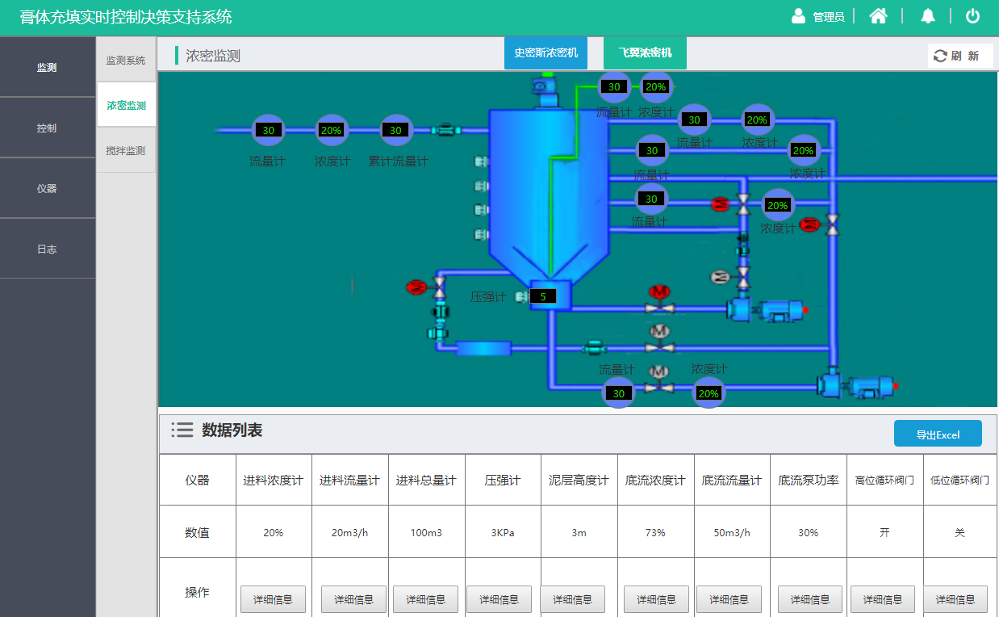 膏体充填实时控制决策支持系统
管理员
监测
控制
仪器
日志
监测系统
浓密监测
搅拌监测
浓密监测
史密斯浓密机
飞翼浓密机
刷 新
30
20%
流量计
浓度计
30
20%
流量计
浓度计
30
20%
30
流量计
浓度计
累计流量计
30
20%
流量计
浓度计
30
20%
流量计
浓度计
M
M
M
压强计
5
M
M
流量计
M
浓度计
30
20%
数据列表
导出Excel
仪器 进料浓度计 进料流量计 进料总量计 压强计 泥层高度计 底流浓度计 底流流量计 底流泵功率 高位循环阀门 低位循环阀门
数值 20% 20m3/h 100m3 3KPa 3m 73% 50m3/h 30% 开 关
操作 详细信息 详细信息 详细信息 详细信息 详细信息 详细信息 详细信息 详细信息 详细信息 详细信息